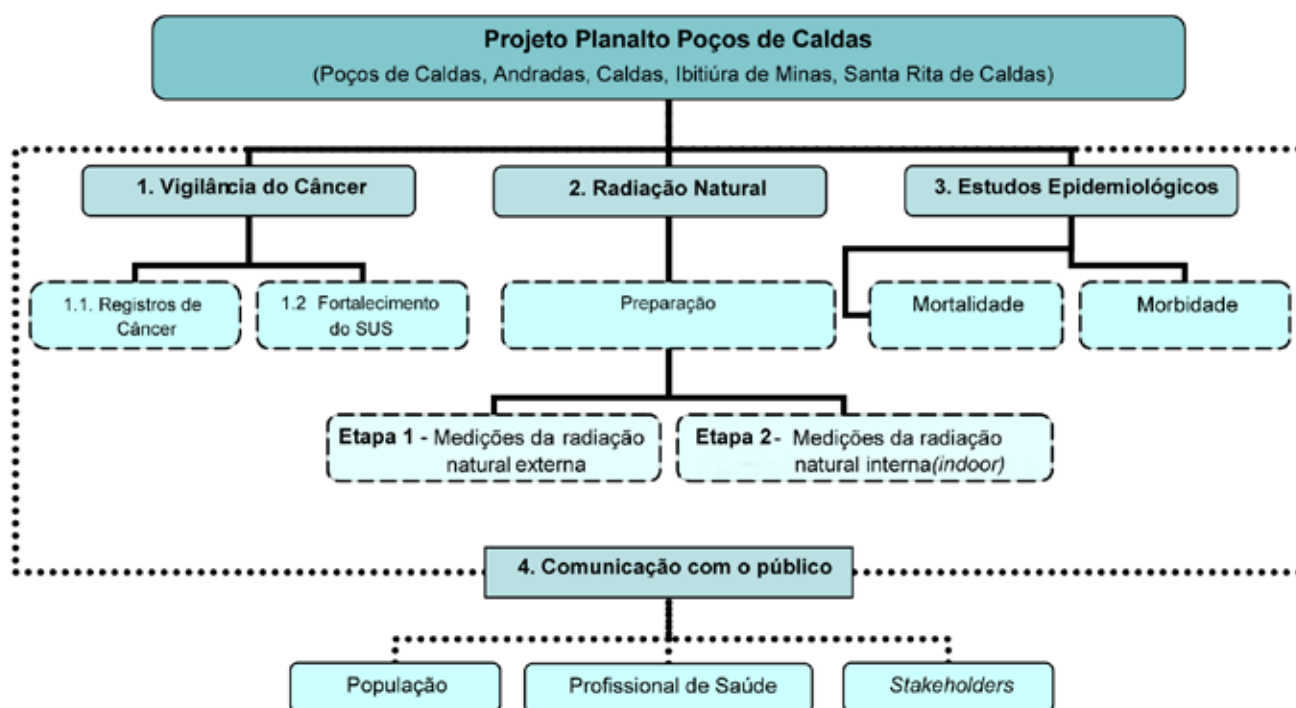 Projeto Planalto Poços de Caldas
(Poços de Caldas, Andradas, Caldas, Ibitiúra de Minas, Santa Rita de Caldas)
1. Vigilância do Câncer
2. Radiação Natural
3. Estudos Epidemiológicos
1.1. Registros de
Câncer
1.2 Fortalecimento
do SUS
Preparação
Mortalidade
Morbidade
Etapa 1 - Medições da radiação
natural externa
Etapa 2 - Medições da radiação
natural interna(indoor)
4. Comunicação com o público
População
Profissional de Saúde
Stakeholders